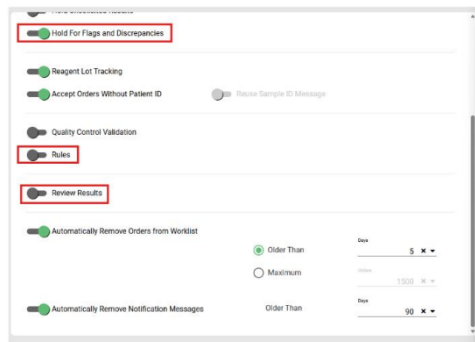 Hold For Flags and Discrepancies
Reagent Lot Tracking
Accept Orders Without Patient ID
Reuse Sample ID Message
Quality Control Validation
Rules
Review Results
Automatically Remove Orders from Worklist
Older Than
Days
5
Maximum
1500
Automatically Remove Notification Messages
Older Than
Days
90